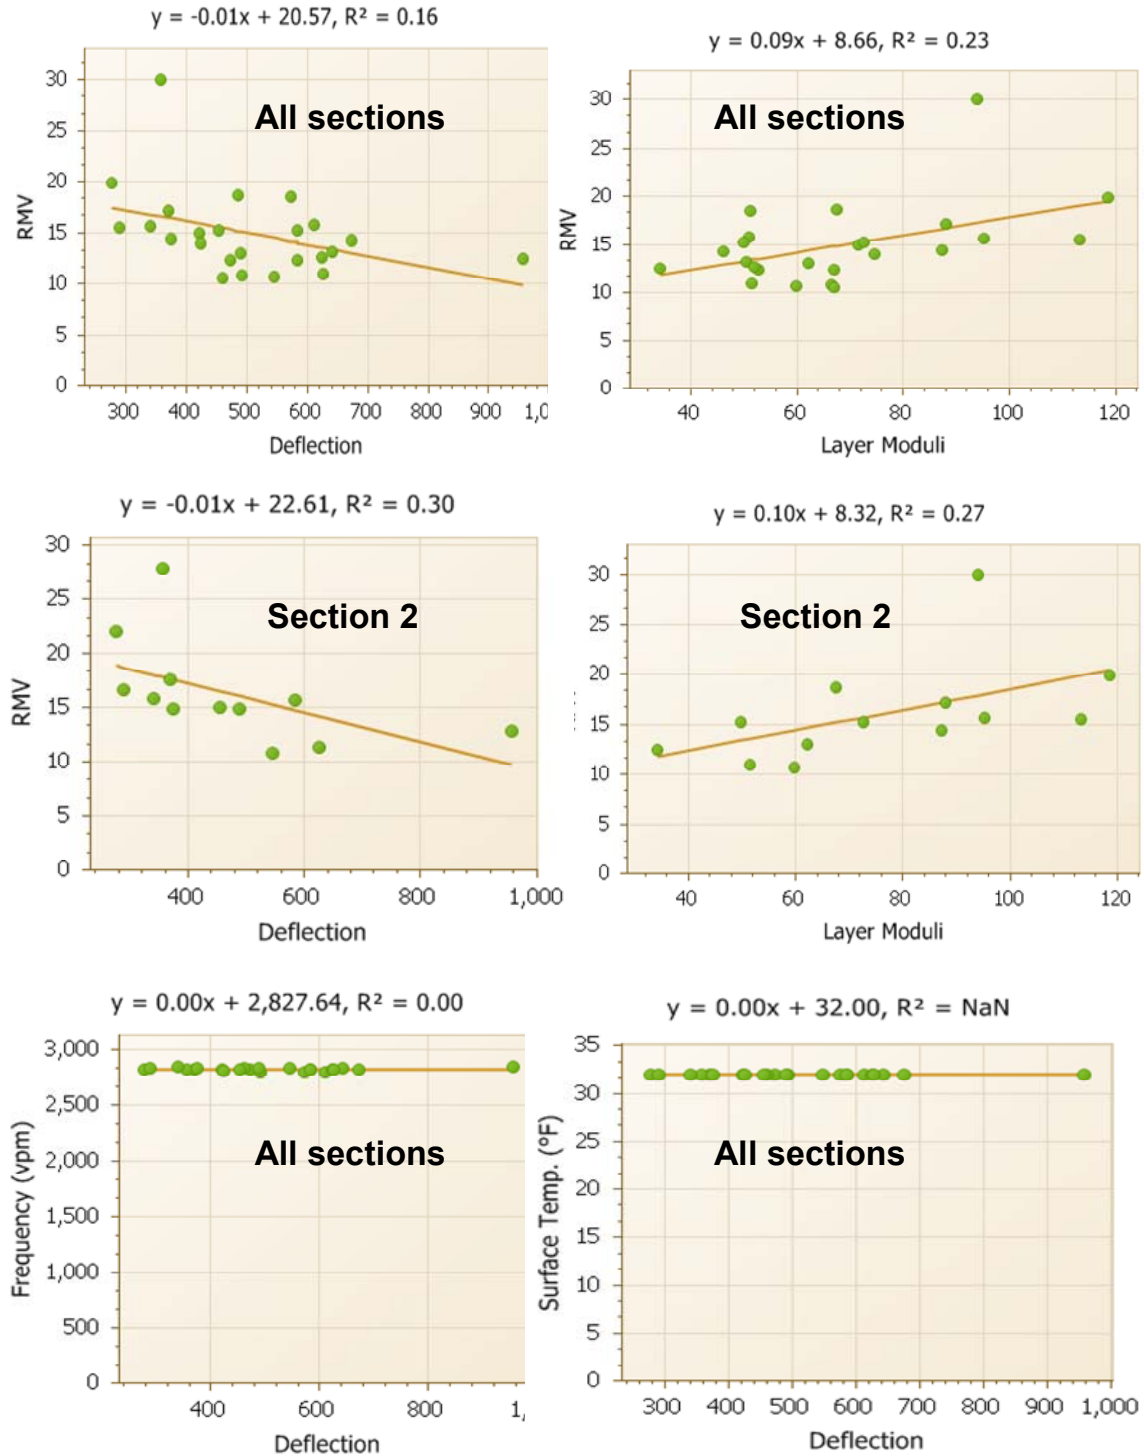 y = -0.01x + 20.57, R² = 0.16
All sections
RMV
30
25
20
15
10
5
0
300 400 500 600 700 800 900 1,0
Deflection
y = 0.09x + 8.66, R² = 0.23
All sections
RMV
30
25
20
15
10
5
0
40 60 80 100 120
Layer Moduli
y = -0.01x + 22.61, R² = 0.30
Section 2
RMV
30
25
20
15
10
5
0
400 600 800 1,000
Deflection
y = 0.10x + 8.32, R² = 0.27
Section 2
30
25
20
15
10
5
0
40 60 80 100 120
Layer Moduli
y = 0.00x + 2,827.64, R² = 0.00
All sections
Frequency (vpm)
3,000
2,500
2,000
1,500
1,000
500
0
400 600 800 1,
Deflection
y = 0.00x + 32.00, R² = NaN
All sections
Surface Temp. (°F)
35
30
25
20
15
10
5
0
300 400 500 600 700 800 900 1,000
Deflection